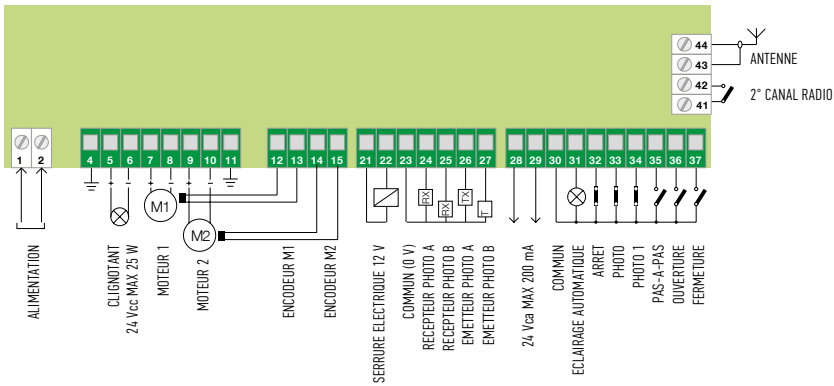 44
ANTENNE
43
42
2° CANAL RADIO
41
1 2 4 5 6 7 8 9 10 11 12 13 14 15 21 22 23 24 25 26 27 28 29 30 31 32 33 34 35 36 37
+ - + - + -
M1
M2
RX
RX
TX
T
ALIMENTATION
CLIGNOTANT
24 Vcc MAX 25 W
MOTEUR 1
MOTEUR 2
ENCODEUR M1
ENCODEUR M2
SERRURE ELECTRIQUE 12 V
COMMUN (0 V)
RECEPTEUR PHOTO A
RECEPTEUR PHOTO B
EMETTEUR PHOTO A
EMETTEUR PHOTO B
24 Vca MAX 200 mA
COMMUN
ECLAIRAGE AUTOMATIQUE
ARRET
PHOTO
PHOTO 1
PAS-A-PAS
OUVERTURE
FERMETURE